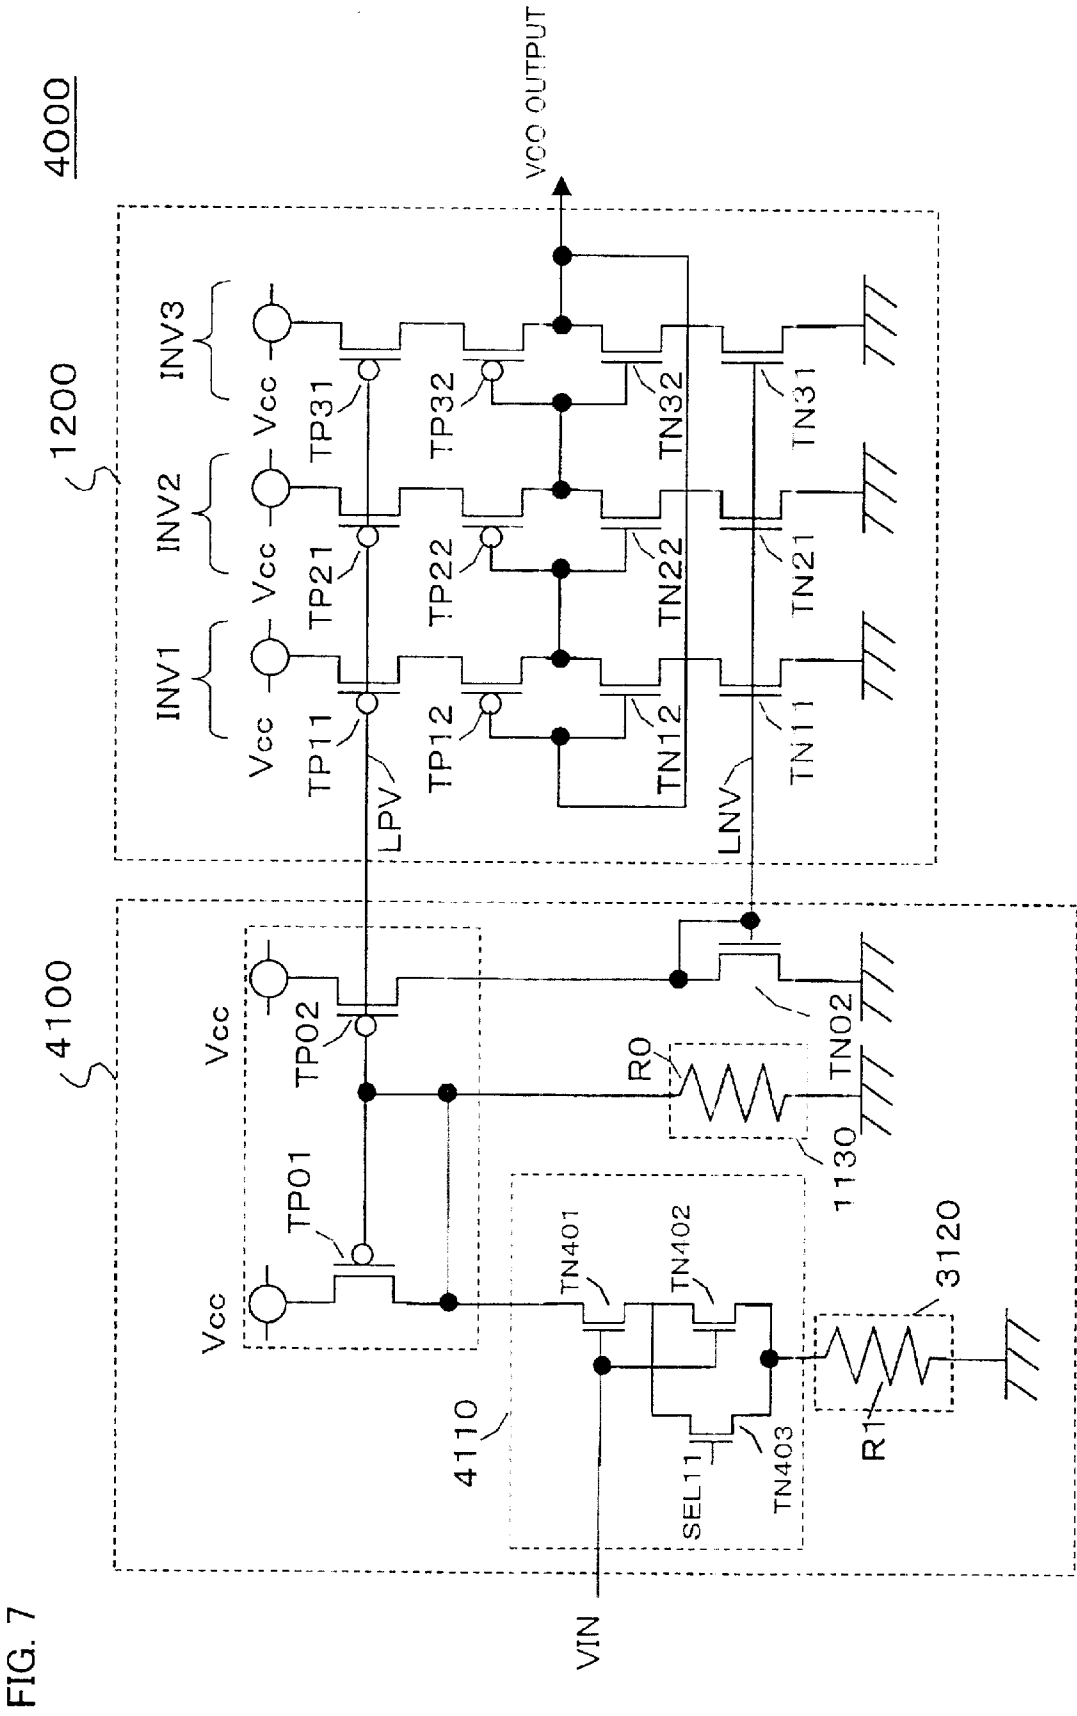 FIG. 7
4000
4100
1200
Vcc
Vcc
TP01
TP02
VIN
4110
SEL11
TN401
TN402
TN403
R1
3120
R0
1130
TN02
LPV
LNV
INV1
INV2
INV3
Vcc
Vcc
Vcc
TP11
TP21
TP31
TP12
TP22
TP32
TN12
TN22
TN32
TN11
TN21
TN31
VCO OUTPUT